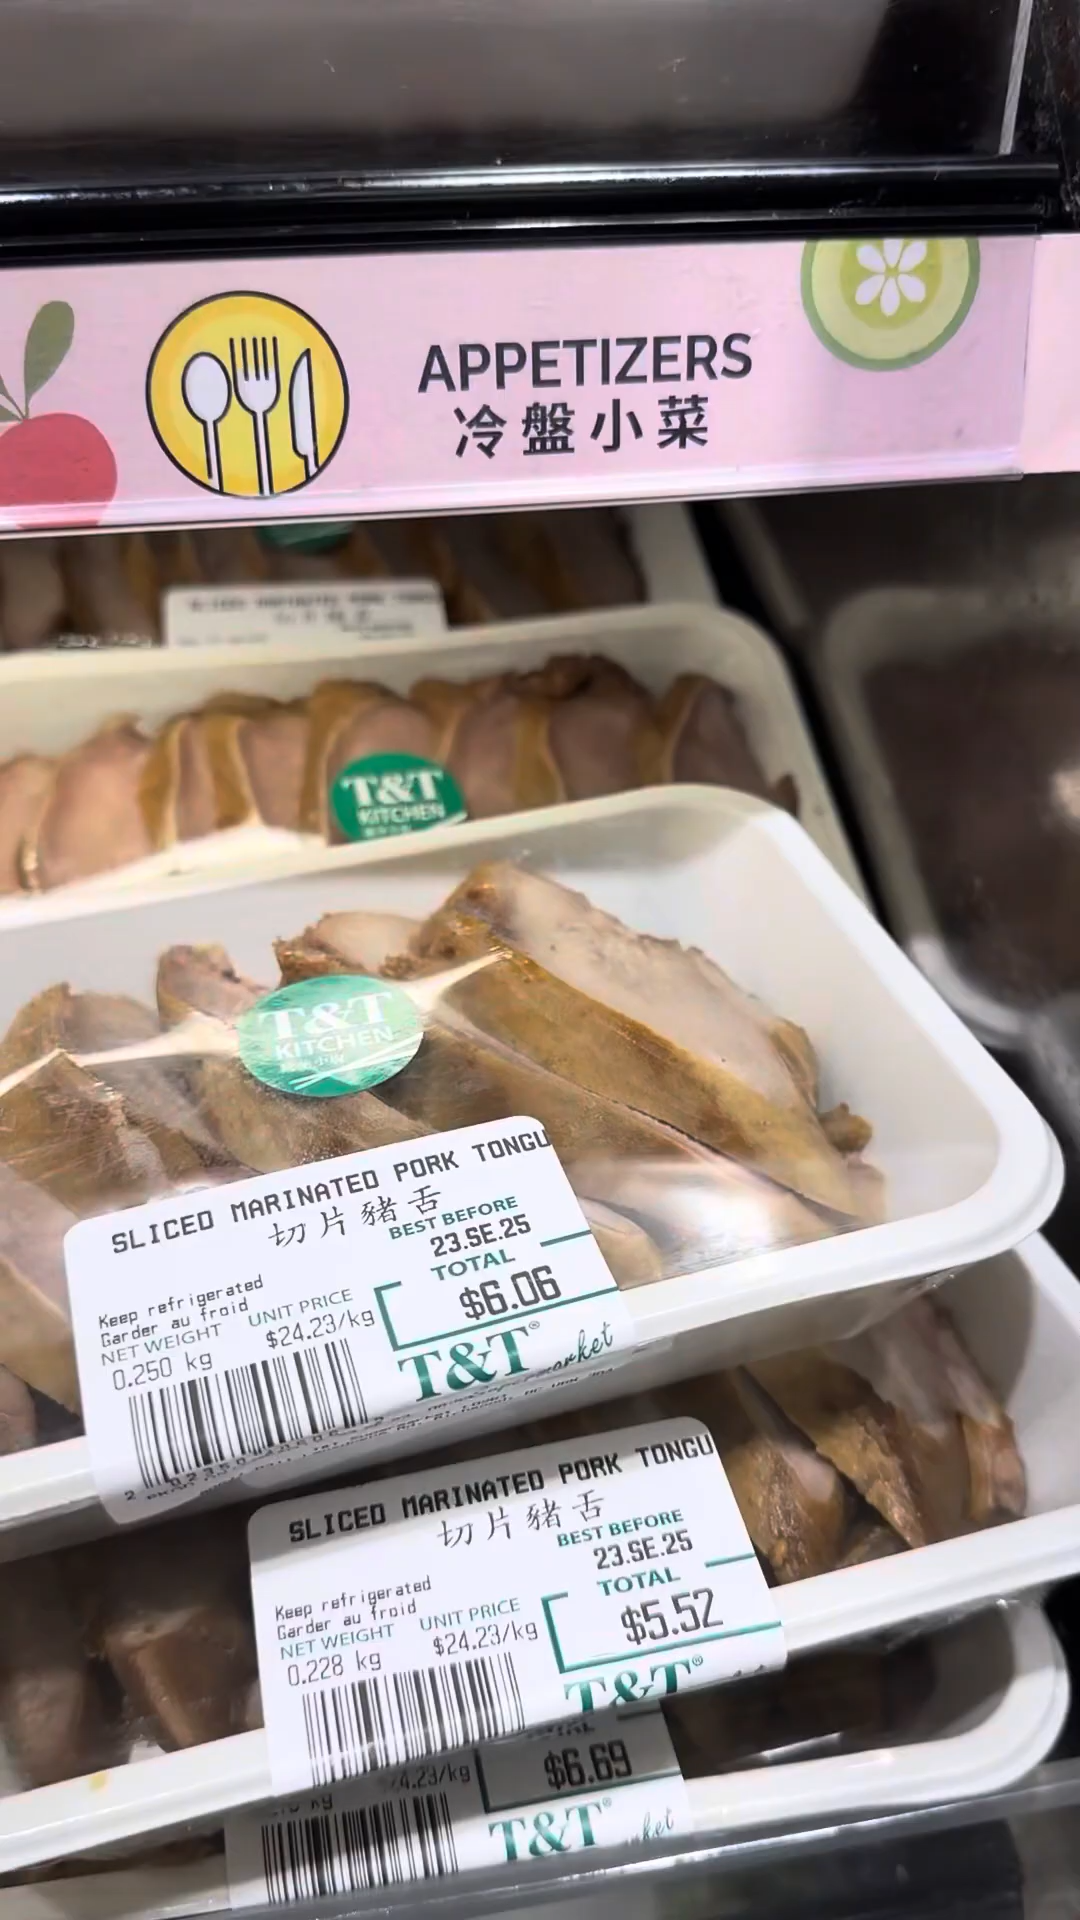 APPETIZERS
冷盤小菜
T&T
KITCHEN
T&T
KITCHEN
SLICED MARINATED PORK TONGU
切片豬舌
BEST BEFORE
23.SE.25
TOTAL
$6.06
Keep refrigerated
Garder au froid
NET WEIGHT
UNIT PRICE
0.250 kg
$24.23/kg
T&T®
SLICED MARINATED PORK TONGU
切片豬舌
BEST BEFORE
23.SE.25
TOTAL
$5.52
Keep refrigerated
Garder au froid
NET WEIGHT
UNIT PRICE
0.228 kg
$24.23/kg
T&T®
4.23/kg
$6.69
T&T®
ket